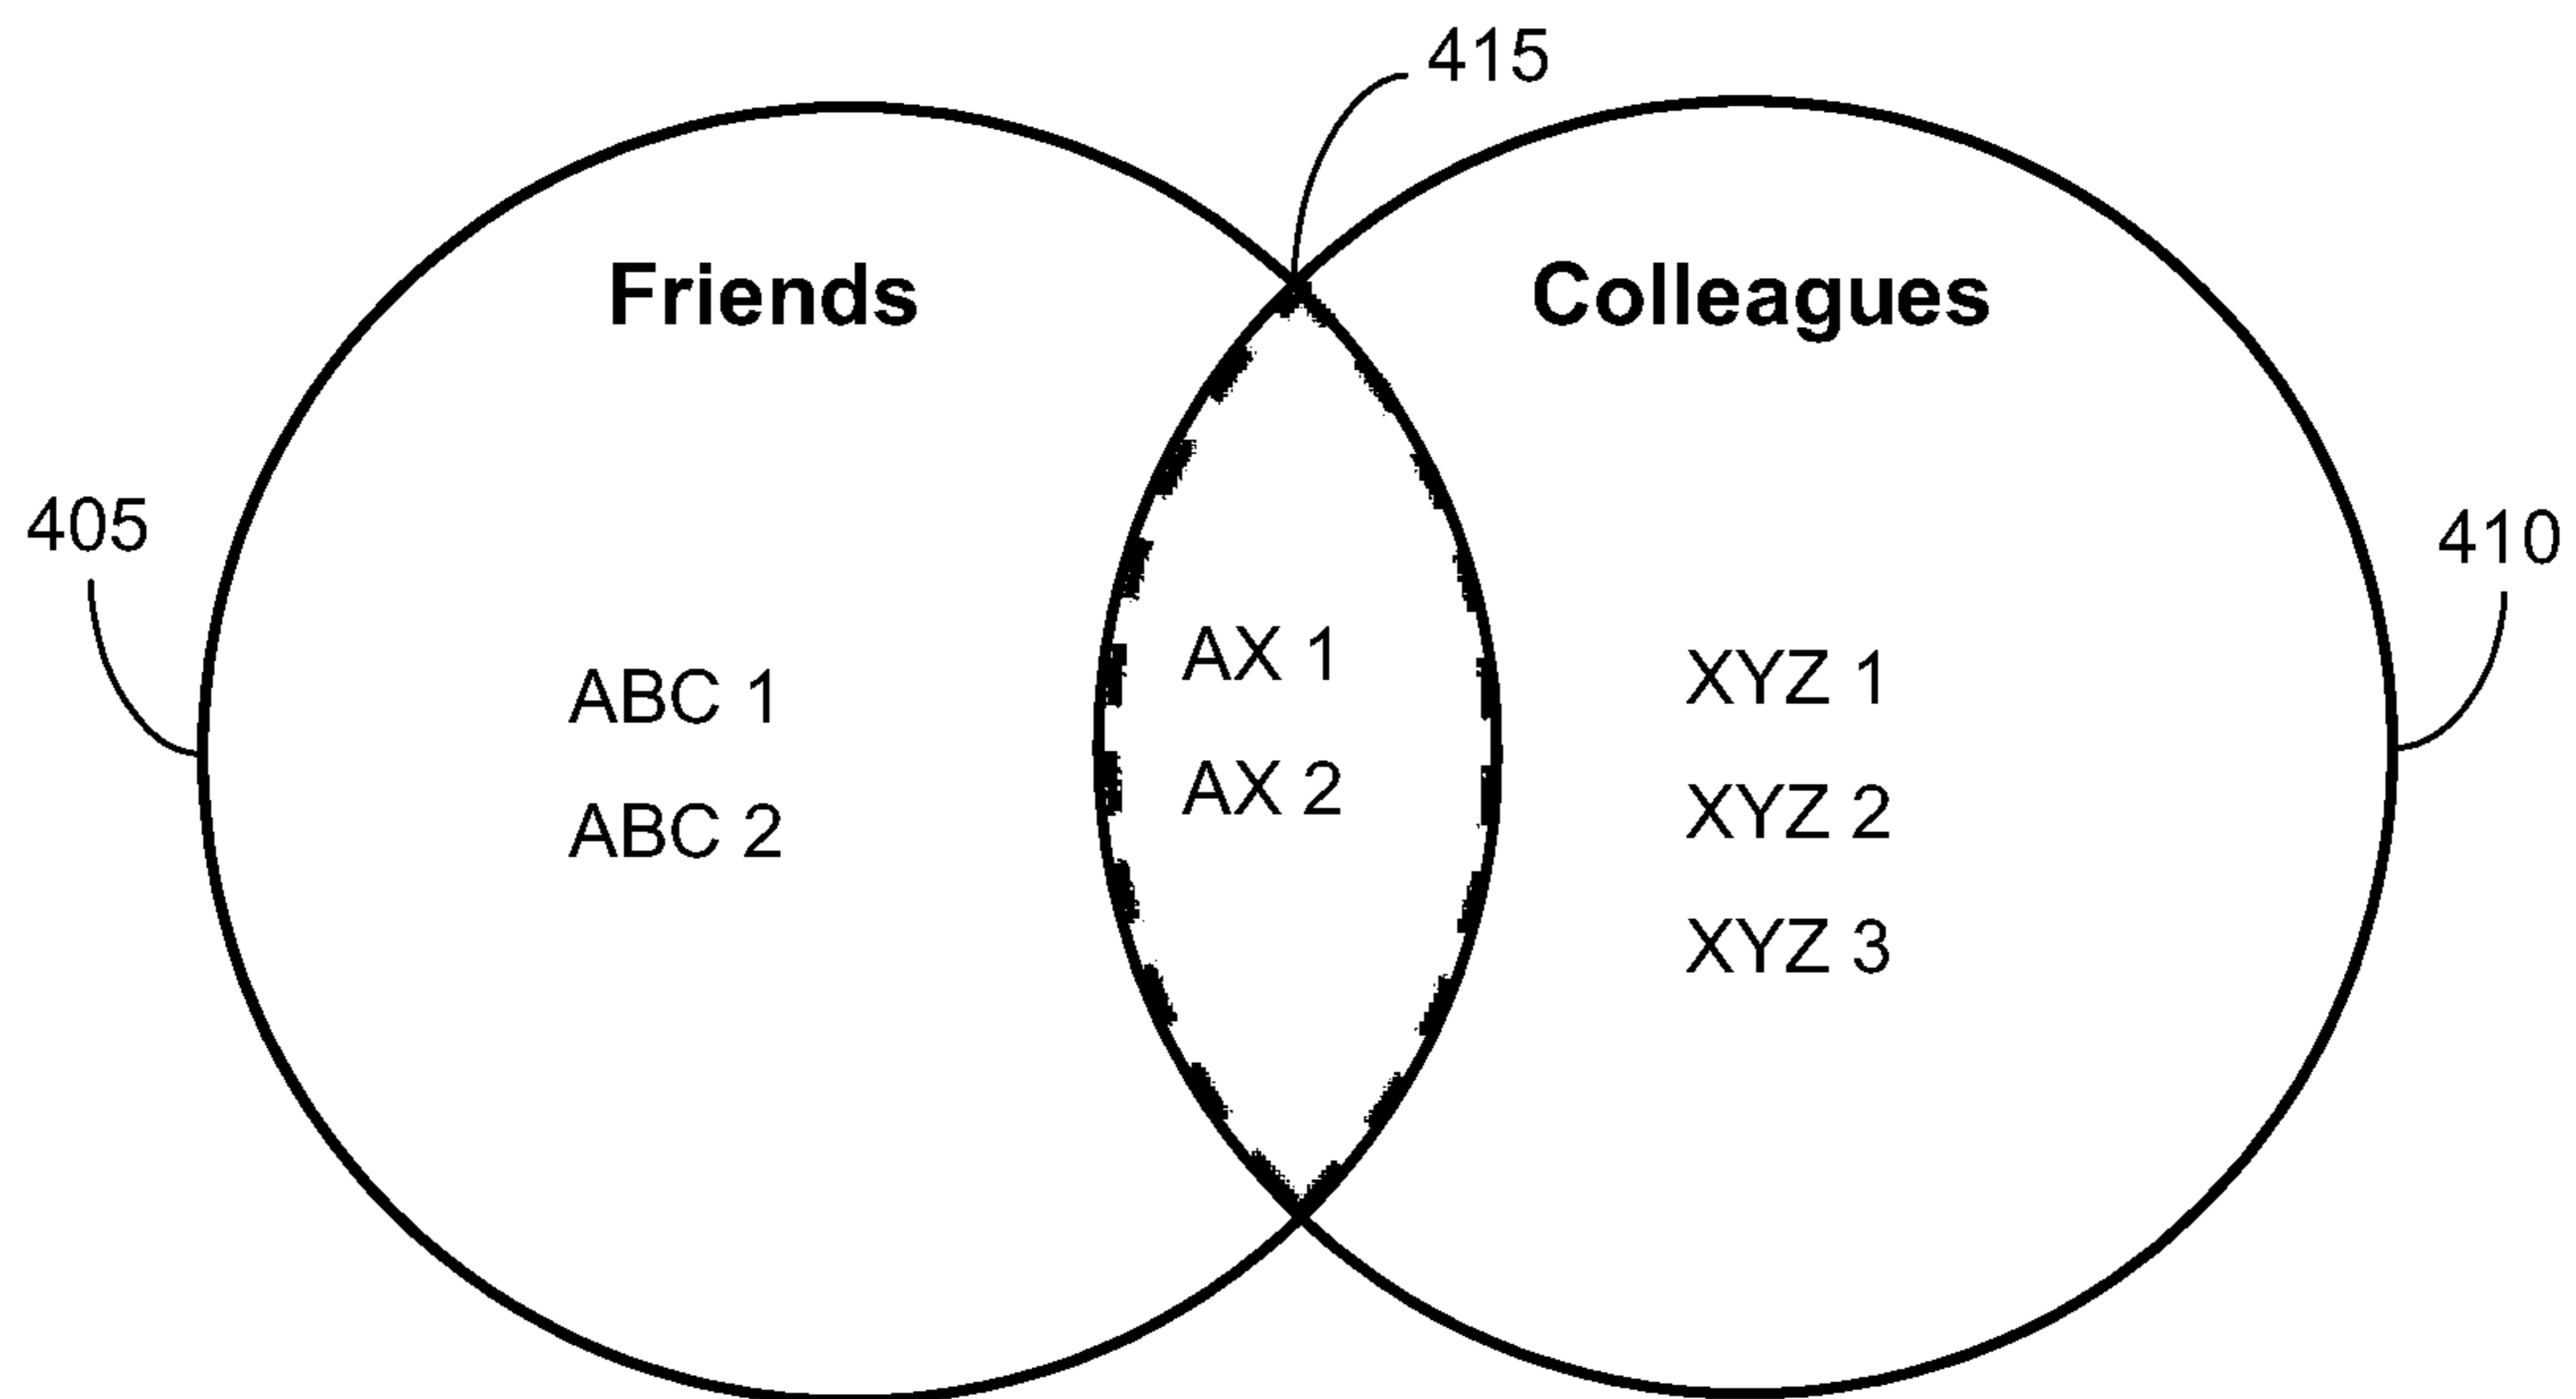 415
Friends
Colleagues
405
410
ABC 1
ABC 2
AX 1
AX 2
XYZ 1
XYZ 2
XYZ 3